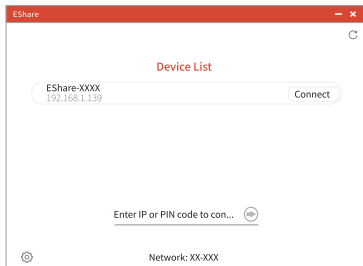 EShare
Device List
EShare-XXXX
192.168.1.139
Connect
Enter IP or PIN code to con...
Network: XX-XXX